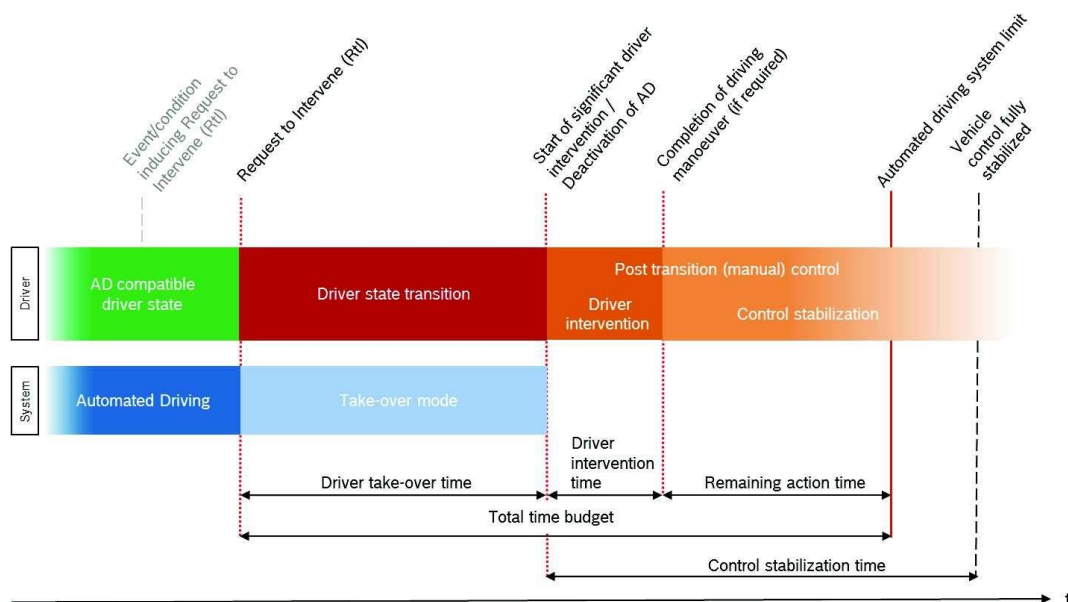 Event/condition
inducing Request to
Intervene (RtI)
Request to Intervene (RtI)
Start of significant driver
intervention /
Deactivation of AD
Completion of driving
manoeuver (if required)
Automated driving system limit
Vehicle
control fully
stabilized
Driver
AD compatible
driver state
Driver state transition
Post transition (manual) control
Driver
intervention
Control stabilization
System
Automated Driving
Take-over mode
Driver take-over time
Driver
intervention
time
Remaining action time
Total time budget
Control stabilization time
t